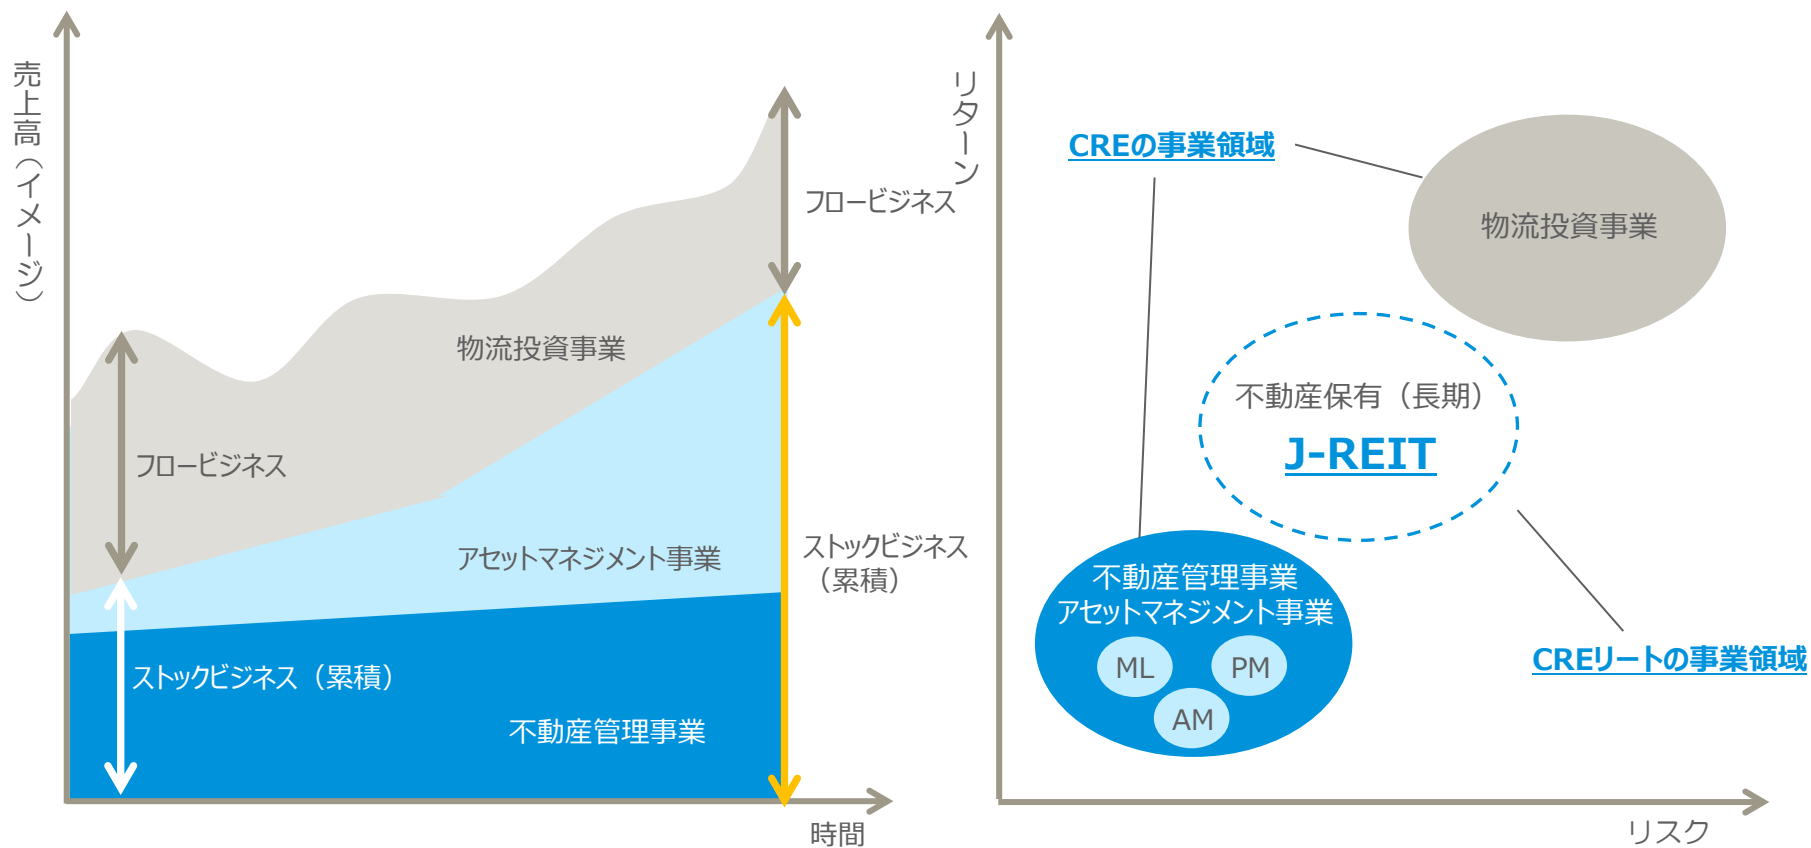 売上高（イメージ）
フロービジネス
物流投資事業
フロービジネス
アセットマネジメント事業
ストックビジネス
（累積）
ストックビジネス（累積）
不動産管理事業
時間
リターン
CREの事業領域
物流投資事業
不動産保有（長期）
J-REIT
不動産管理事業
アセットマネジメント事業
ML
PM
AM
CREリートの事業領域
リスク